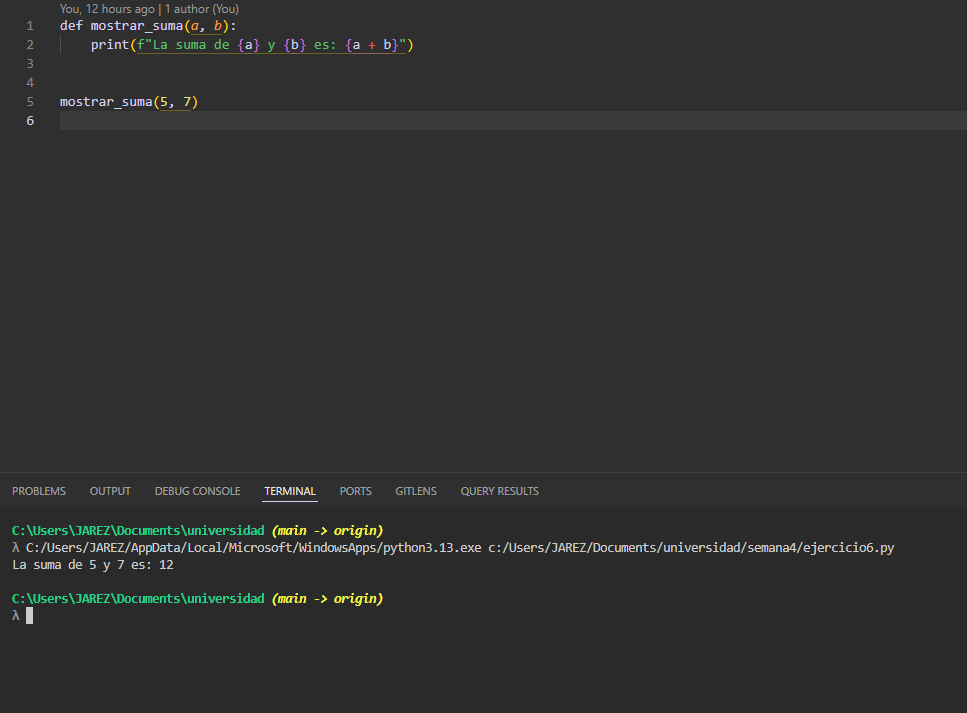 You, 12 hours ago | 1 author (You)
1 def mostrar_suma(a, b):
2     print(f"La suma de {a} y {b} es: {a + b}")
3
4
5 mostrar_suma(5, 7)
6
PROBLEMS OUTPUT DEBUG CONSOLE TERMINAL PORTS GITLENS QUERY RESULTS
C:\Users\JAREZ\Documents\universidad (main -> origin)
λ C:/Users/JAREZ/AppData/Local/Microsoft/WindowsApps/python3.13.exe c:/Users/JAREZ/Documents/universidad/semana4/ejercicio6.py
La suma de 5 y 7 es: 12
C:\Users\JAREZ\Documents\universidad (main -> origin)
λ